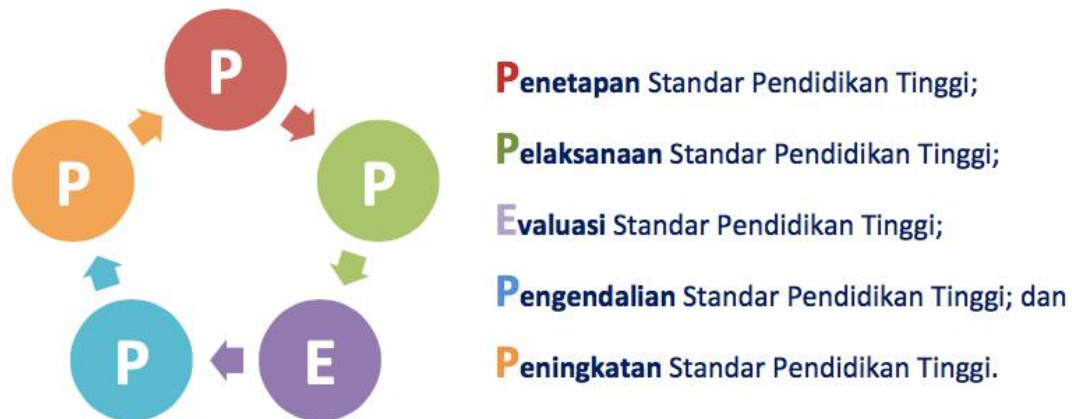 P
P
P
P
E
Penetapan Standar Pendidikan Tinggi;
Pelaksanaan Standar Pendidikan Tinggi;
Evaluasi Standar Pendidikan Tinggi;
Pengendalian Standar Pendidikan Tinggi; dan
Peningkatan Standar Pendidikan Tinggi.